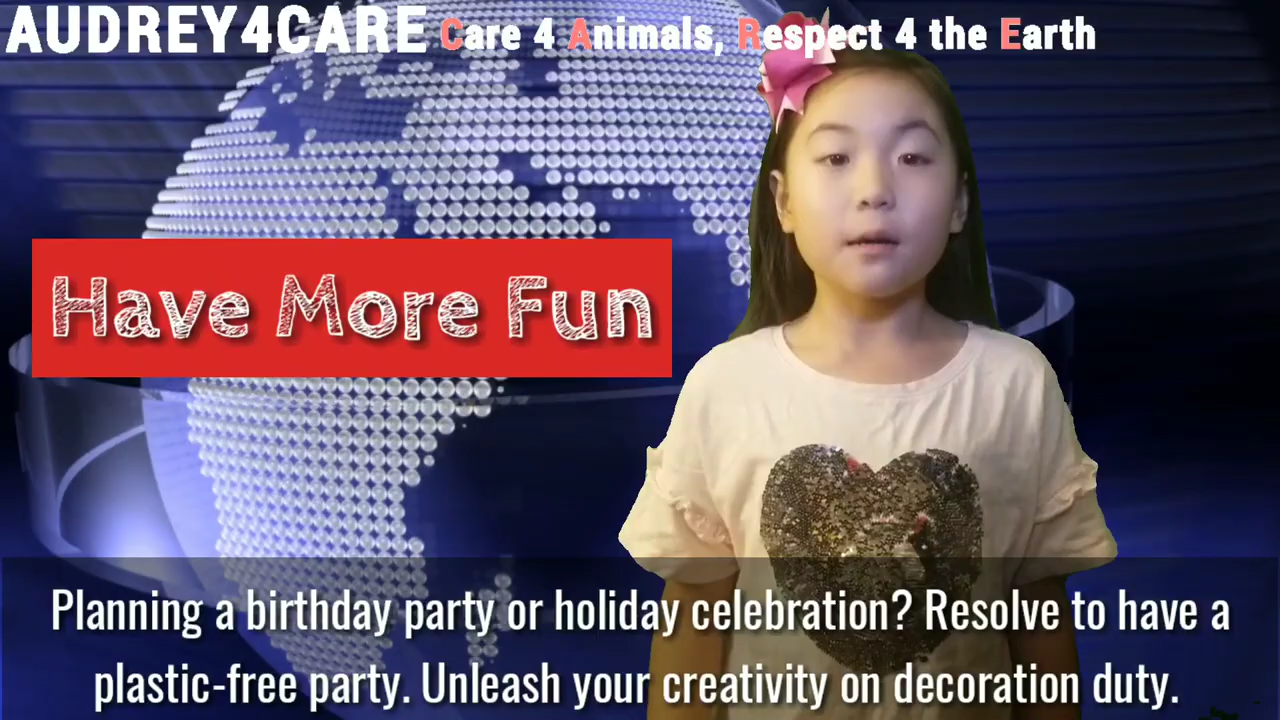 AUDREY4CARE Care 4 Animals, Respect 4 the Earth
Have More Fun
Planning a birthday party or holiday celebration? Resolve to have a
plastic-free party. Unleash your creativity on decoration duty.